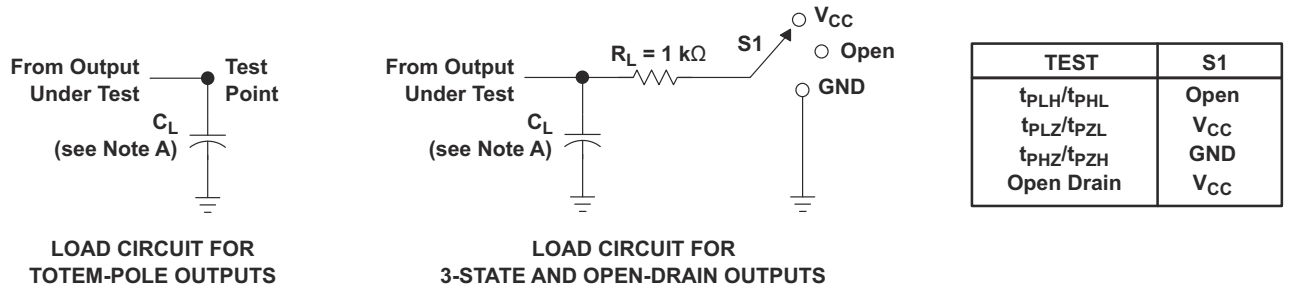 From Output
Under Test
Test
Point
C_L
(see Note A)
LOAD CIRCUIT FOR
TOTEM-POLE OUTPUTS
From Output
Under Test
C_L
(see Note A)
R_L = 1 kΩ
S1
V_CC
Open
GND
LOAD CIRCUIT FOR
3-STATE AND OPEN-DRAIN OUTPUTS
TEST S1
t_PLH/t_PHL Open
t_PLZ/t_PZL V_CC
t_PHZ/t_PZH GND
Open Drain V_CC